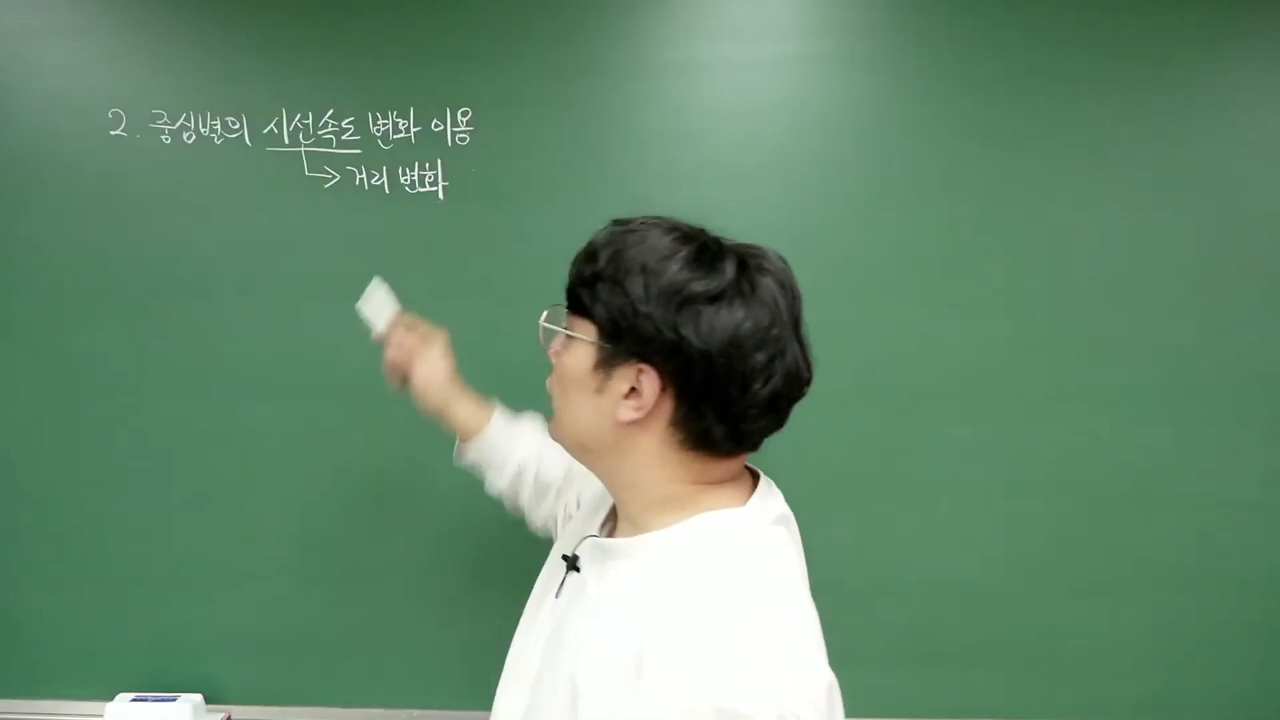 2. 중심별의 시선속도 변화 이용
→ 거리 변화